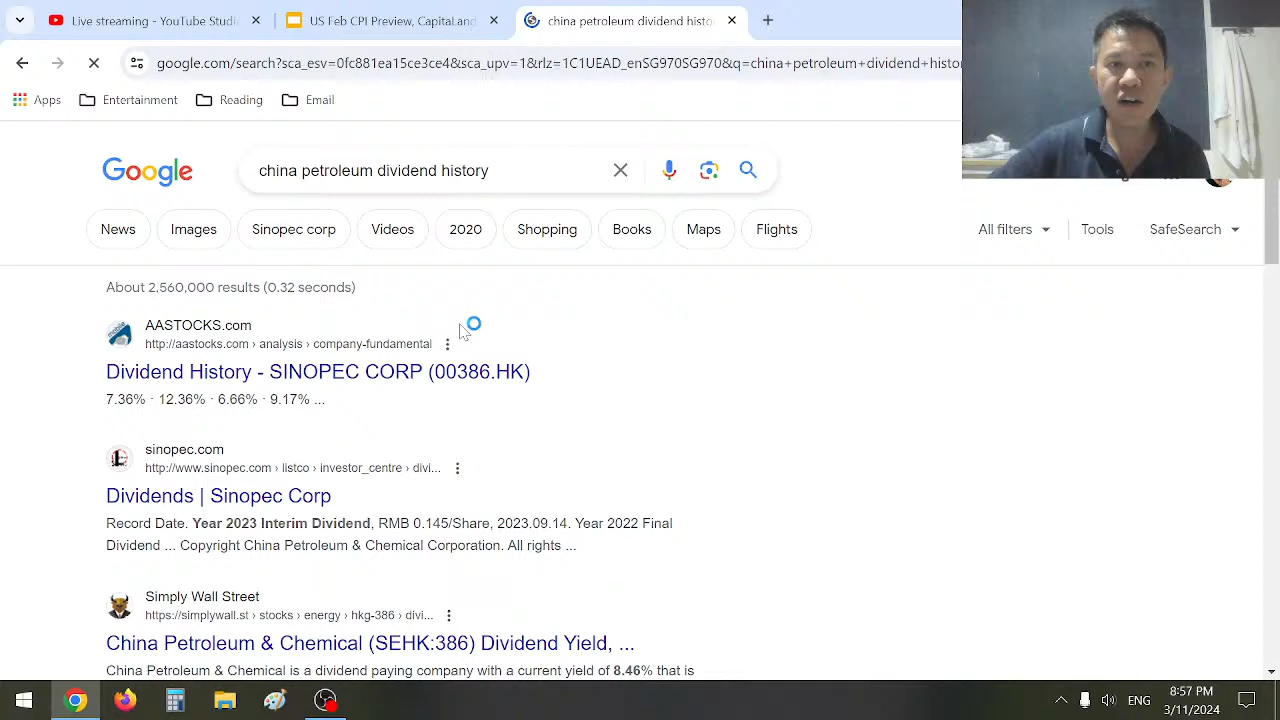 Live streaming - YouTube Studi
US Feb CPI Preview, CapitaLand
china petroleum dividend histo
google.com/search?sca_esv=0fc881ea15ce3ce4&sca_upv=1&rlz=1C1UEAD_enSG970SG970&q=china+petroleum+dividend+histor
Apps
Entertainment
Reading
Email
Google
china petroleum dividend history
News
Images
Sinopec corp
Videos
2020
Shopping
Books
Maps
Flights
All filters
Tools
SafeSearch
About 2,560,000 results (0.32 seconds)
AASTOCKS.com
http://aastocks.com › analysis › company-fundamental
Dividend History - SINOPEC CORP (00386.HK)
7.36% · 12.36% · 6.66% · 9.17% ...
sinopec.com
http://www.sinopec.com › listco › investor_centre › divi...
Dividends | Sinopec Corp
Record Date. Year 2023 Interim Dividend, RMB 0.145/Share, 2023.09.14. Year 2022 Final
Dividend ... Copyright China Petroleum & Chemical Corporation. All rights ...
Simply Wall Street
https://simplywall.st › stocks › energy › hkg-386 › divi...
China Petroleum & Chemical (SEHK:386) Dividend Yield, ...
China Petroleum & Chemical is a dividend paying company with a current yield of 8.46% that is
ENG
8:57 PM
3/11/2024